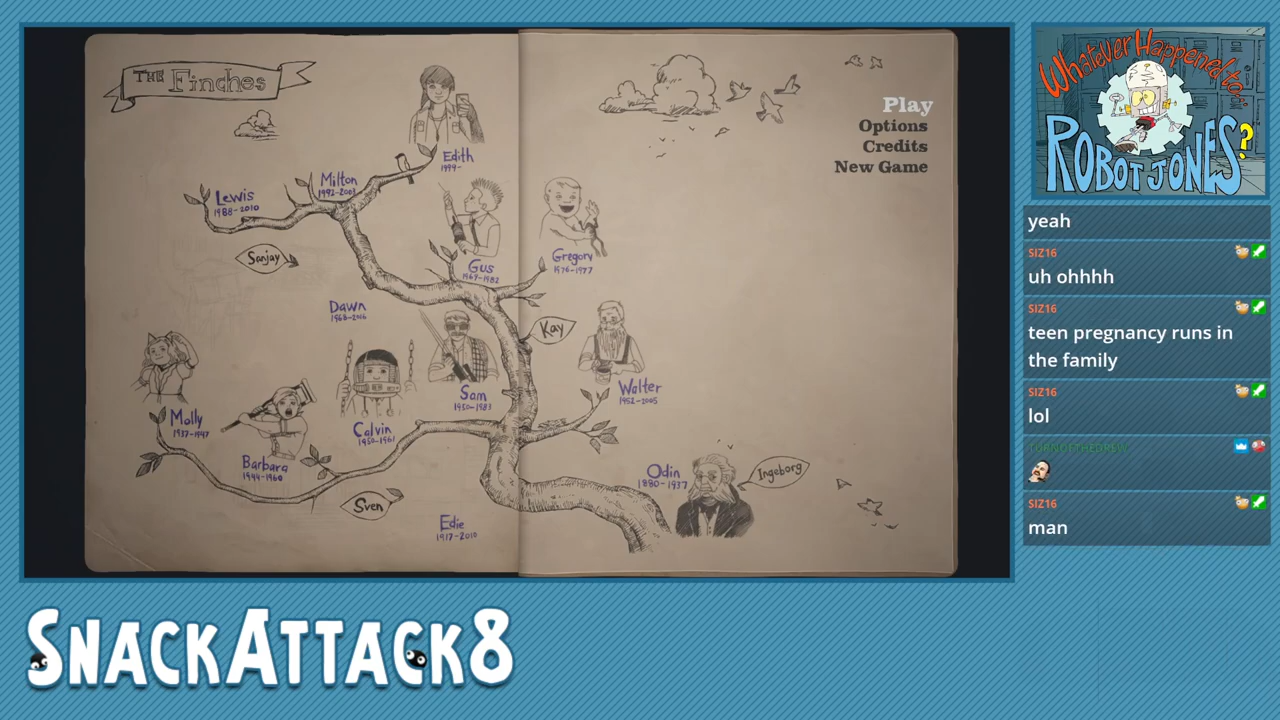 THE Finches
Play
Options
Credits
New Game
Edith
1999-
Lewis
1988-2010
Milton
1992-2003
Sanjay
Gus
1969-1982
Gregory
1976-1977
Dawn
1968-2016
Kay
Walter
1952-2005
Sam
1950-1983
Calvin
1950-1961
Molly
1937-1947
Barbara
1944-1960
Sven
Edie
1917-2010
Odin
1880-1937
Ingeborg
Whatever Happened to...
ROBOT JONES?
yeah
SIZ16
uh ohhhh
SIZ16
teen pregnancy runs in
the family
SIZ16
lol
SIZ16
man
SNACKATTACK8